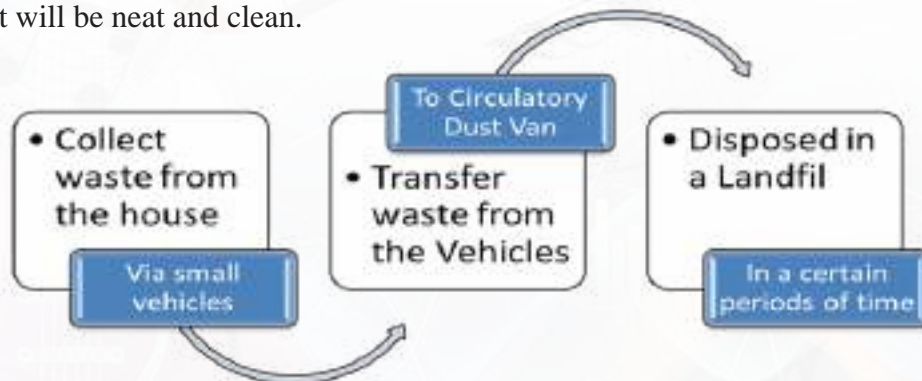 t will be neat and clean.
• Collect
waste from
the house
Via small
vehicles
To Circulatory
Dust Van
• Transfer
waste from
the Vehicles
• Disposed in
a Landfil
In a certain
periods of time